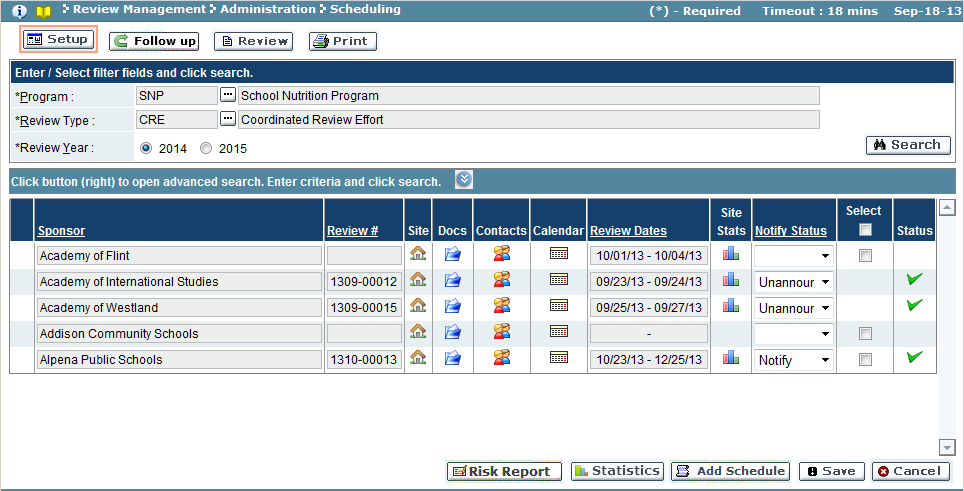 Review Management Administration Scheduling (*) - Required Timeout : 18 mins Sep-18-13
Setup Follow up Review Print
Enter / Select filter fields and click search.
*Program : SNP ... School Nutrition Program
*Review Type : CRE ... Coordinated Review Effort
*Review Year : 2014 2015 Search
Click button (right) to open advanced search. Enter criteria and click search.
Sponsor Review # Site Docs Contacts Calendar Review Dates Site Stats Notify Status Select Status
Academy of Flint 10/01/13 - 10/04/13
Academy of International Studies 1309-00012 09/23/13 - 09/24/13 Unannour
Academy of Westland 1309-00015 09/25/13 - 09/27/13 Unannour
Addison Community Schools -
Alpena Public Schools 1310-00013 10/23/13 - 12/25/13 Notify
Risk Report Statistics Add Schedule Save Cancel